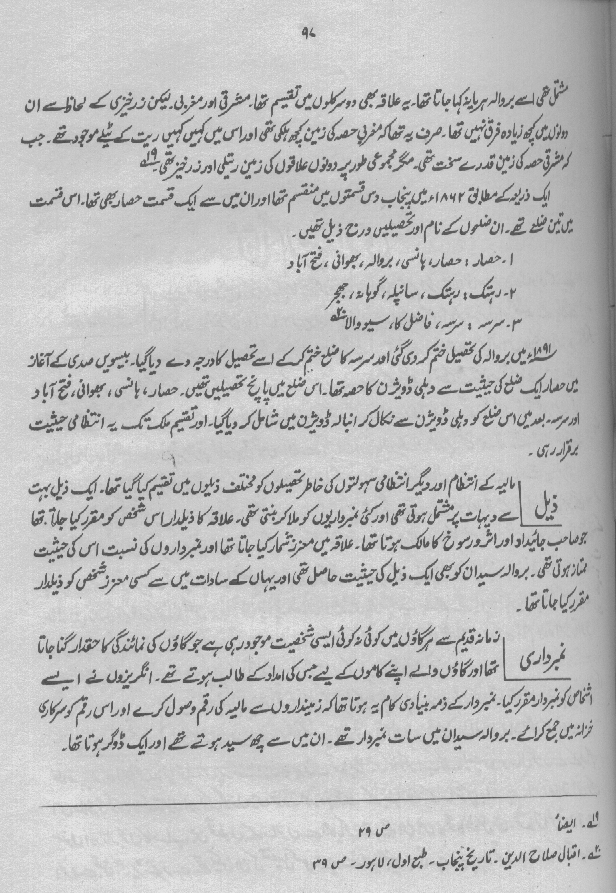 ۹۸
مشتمل تھی اسے بروالہ ہریانہ کہا جاتا تھا۔ یہ علاقہ بھی دو سرکلوں میں تقسیم تھا۔ مشرقی اور مغربی۔ لیکن زرخیزی کے لحاظ سے ان
دونوں میں کچھ زیادہ فرق نہیں تھا۔ صرف یہ تھا کہ مغربی حصہ کی زمین کچھ ہلکی تھی اور اس میں کہیں کہیں ریت کے ٹیلے موجود تھے۔ جب
کہ مشرقی حصہ کی زمین قدرے سخت تھی۔ مگر مجموعی طور پر دونوں علاقوں کی زمین ریتلی اور زرخیز تھی۔۱۹
ایک ذریعہ کے مطابق ۱۸۶۲ء میں پنجاب دس قسمتوں میں منقسم تھا اور ان میں سے ایک قسمت حصار بھی تھا۔ اس قسمت
میں تین ضلعے تھے۔ ان ضلعوں کے نام اور تحصیلیں درج ذیل تھیں۔
۱۔ حصار : حصار، ہانسی، بروالہ، بھوانی، فتح آباد
۲۔ رہتک : رہتک، سانپلہ، گوہانہ، جھجر
۳۔ سرسہ : سرسہ، فاضلکا، سیووالا۲۰
۱۸۹۱ء میں بروالہ کی تحصیل ختم کر دی گئی اور سرسہ کا ضلع ختم کر کے اسے تحصیل کا درجہ دے دیا گیا۔ بیسویں صدی کے آغاز
میں حصار ایک ضلع کی حیثیت سے دہلی ڈویژن کا حصہ تھا۔ اس ضلع میں پانچ تحصیلیں تھیں۔ حصار، ہانسی، بھوانی، فتح آباد
اور سرسہ۔ بعد میں اس ضلع کو دہلی ڈویژن سے نکال کر انبالہ ڈویژن میں شامل کر دیا گیا۔ اور تقسیم ملک تک یہ انتظامی حیثیت
برقرار رہی۔
ذیل مالیہ کے انتظام اور دیگر انتظامی سہولتوں کی خاطر تحصیلوں کو مختلف ذیلوں میں تقسیم کیا گیا تھا۔ ایک ذیل بہت
سے دیہات پر مشتمل ہوتی تھی اور کئی نمبرداریوں کو ملا کر بنتی تھی۔ علاقہ کا ذیلدار اس شخص کو مقرر کیا جاتا تھا
جو صاحب جائیداد اور اثر و رسوخ کا مالک ہوتا تھا۔ علاقہ میں معزز شمار کیا جاتا تھا اور نمبرداروں کی نسبت اس کی حیثیت
ممتاز ہوتی تھی۔ بروالہ سیدان کو بھی ایک ذیل کی حیثیت حاصل تھی اور یہاں کے سادات میں سے کسی معزز شخص کو ذیلدار
مقرر کیا جاتا تھا۔
نمبرداری زمانہ قدیم سے ہر گاؤں میں کوئی نہ کوئی ایسی شخصیت موجود رہی ہے جو گاؤں کی نمائندگی کا حقدار گنا جاتا
تھا اور گاؤں والے اپنے کاموں کے لیے جس کی امداد کے طالب ہوتے تھے۔ انگریزوں نے ایسے
اشخاص کو نمبردار مقرر کیا۔ نمبردار کے ذمہ بنیادی کام یہ ہوتا تھا کہ زمینداروں سے مالیہ کی رقم وصول کرے اور اس رقم کو سرکاری
خزانہ میں جمع کرائے۔ بروالہ سیدان میں سات نمبردار تھے۔ ان میں سے چھ سید ہوتے تھے اور ایک ڈوگر ہوتا تھا۔
۱۹۔ ایضاً ص ۲۹
۲۰۔ اقبال صلاح الدین۔ تاریخ پنجاب۔ طبع اول، لاہور۔ ص ۳۹